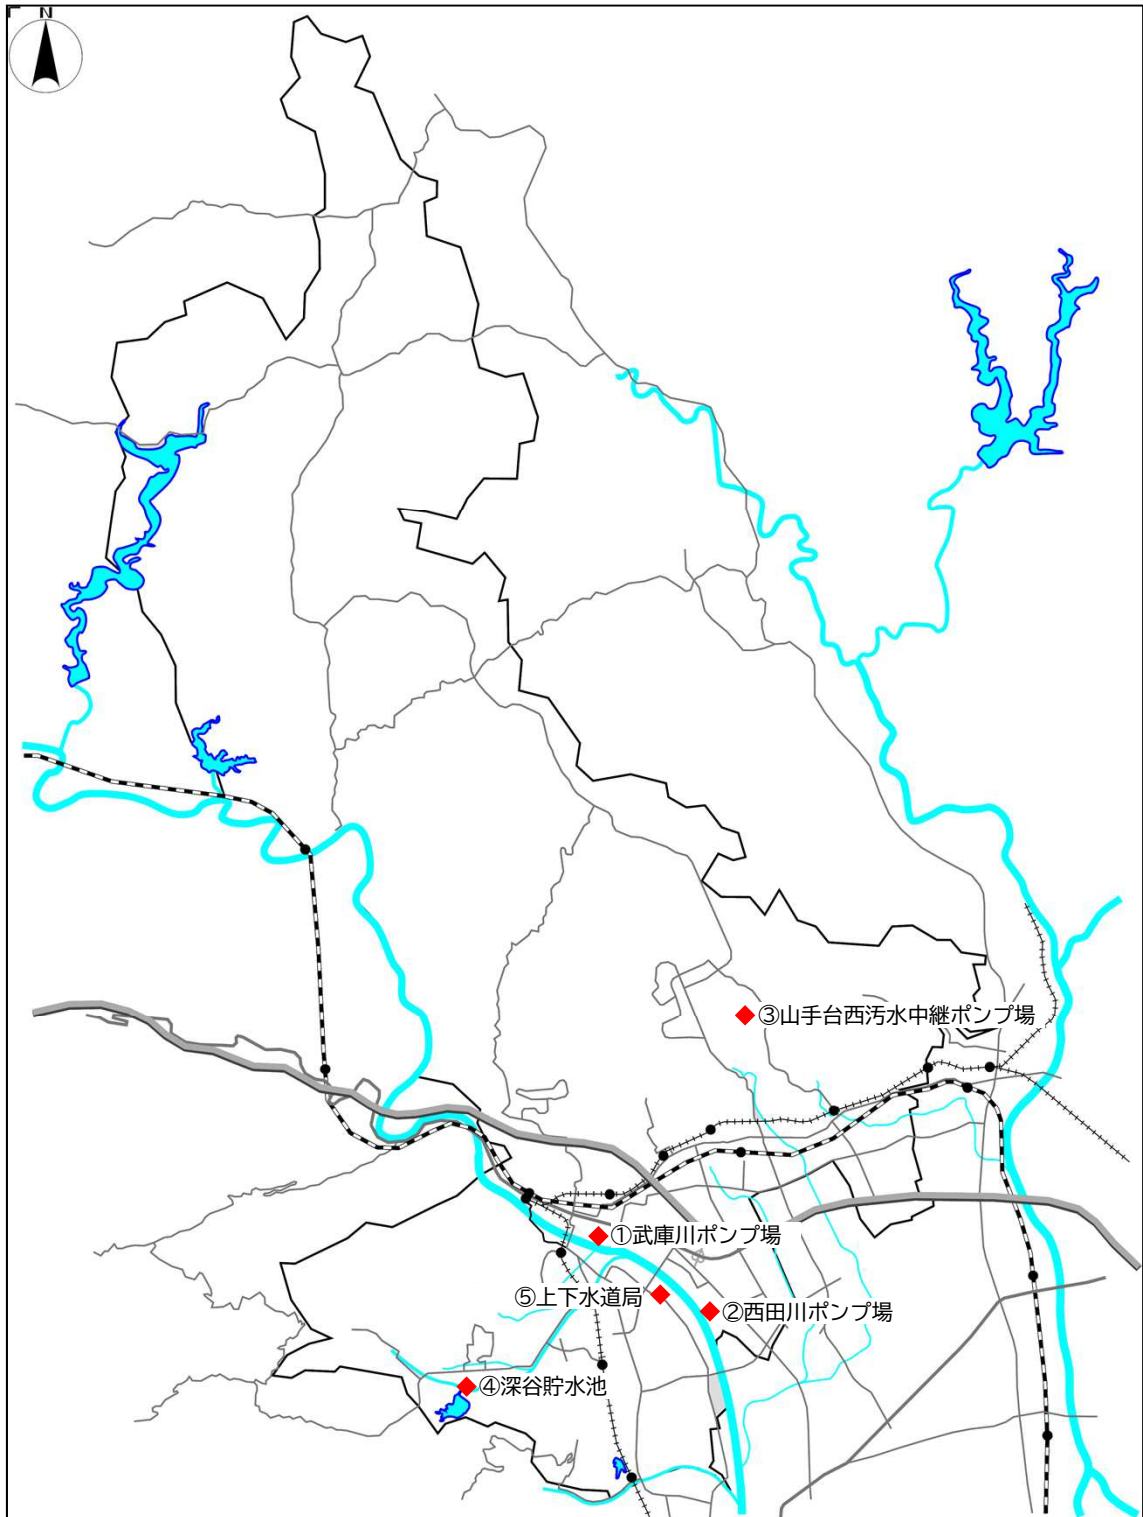 N
③山手台西汚水中継ポンプ場
①武庫川ポンプ場
⑤上下水道局
②西田川ポンプ場
④深谷貯水池